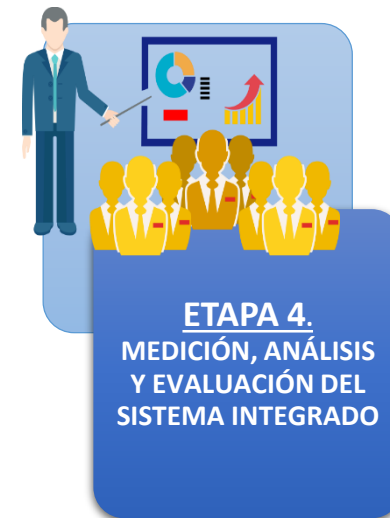 ETAPA 4.
MEDICIÓN, ANÁLISIS
Y EVALUACIÓN DEL
SISTEMA INTEGRADO